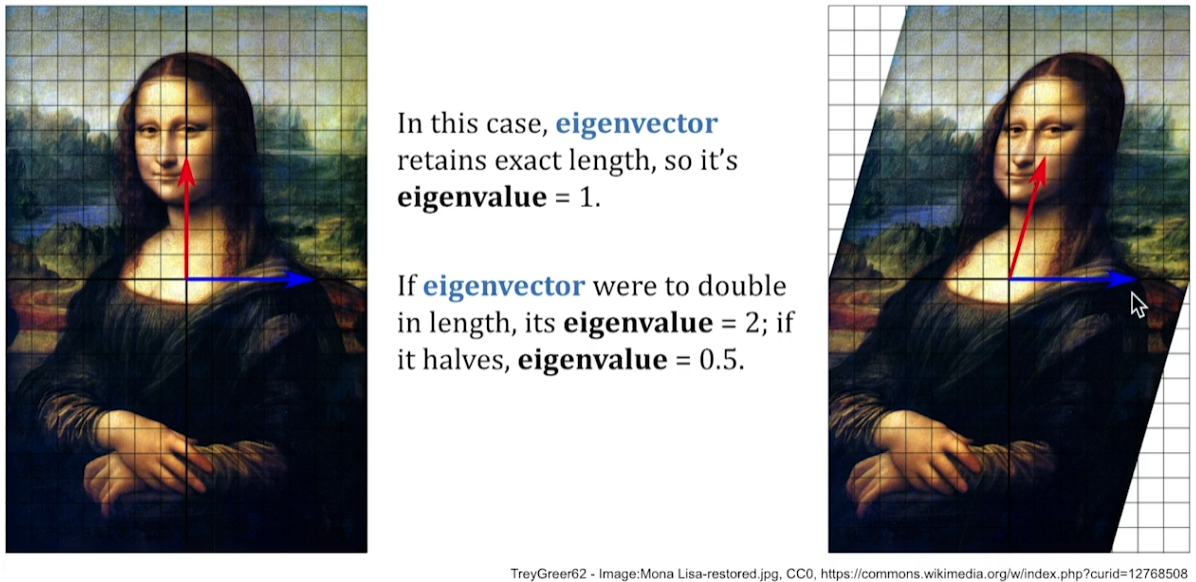 In this case, eigenvector
retains exact length, so it’s
eigenvalue = 1.
If eigenvector were to double
in length, its eigenvalue = 2; if
it halves, eigenvalue = 0.5.
TreyGreer62 - Image:Mona Lisa-restored.jpg, CC0, https://commons.wikimedia.org/w/index.php?curid=12768508